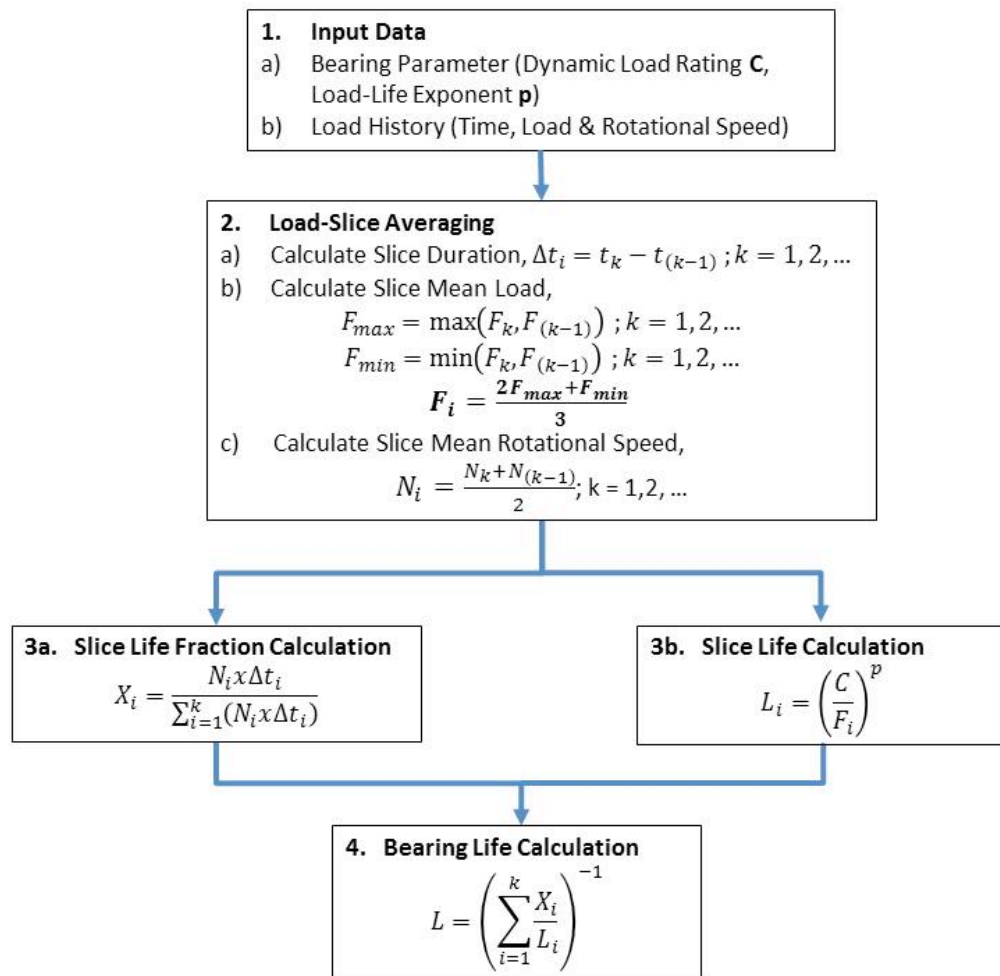 1. Input Data
a) Bearing Parameter (Dynamic Load Rating C,
Load-Life Exponent p)
b) Load History (Time, Load & Rotational Speed)
2. Load-Slice Averaging
a) Calculate Slice Duration, Δt_i = t_k − t_(k−1) ; k = 1, 2, …
b) Calculate Slice Mean Load,
F_max = max(F_k, F_(k−1)) ; k = 1,2, …
F_min = min(F_k, F_(k−1)) ; k = 1,2, …
F_i = (2F_max+F_min)/3
c) Calculate Slice Mean Rotational Speed,
N_i = (N_k+N_(k−1))/2; k = 1,2, …
3a. Slice Life Fraction Calculation
X_i = N_i x Δt_i / ∑_{i=1}^{k}(N_i x Δt_i)
3b. Slice Life Calculation
L_i = (C/F_i)^p
4. Bearing Life Calculation
L = (∑_{i=1}^{k} X_i/L_i)^−1